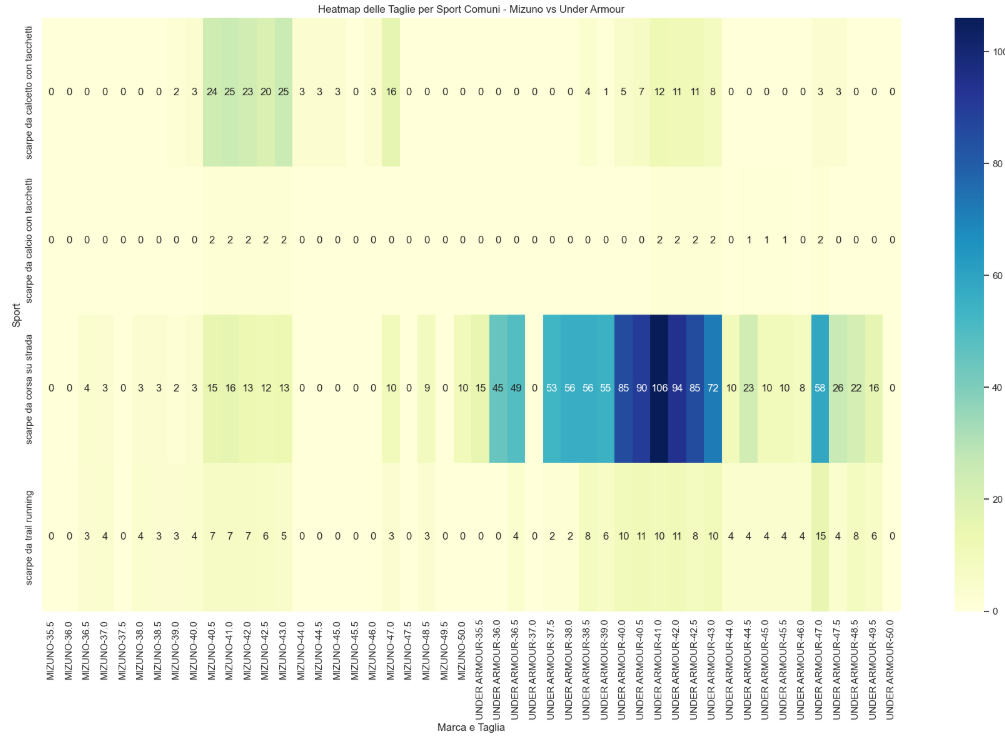 Heatmap delle Taglie per Sport Comuni - Mizuno vs Under Armour
Sport
scarpe da calcetto con tacchetti
0 0 0 0 0 0 0 2 3 24 25 23 20 25 3 3 3 0 3 16 0 0 0 0 0 0 0 0 0 0 4 1 5 7 12 11 11 8 0 0 0 0 0 3 3 0 0 0
scarpe da calcio con tacchetti
0 0 0 0 0 0 0 0 0 2 2 2 2 2 0 0 0 0 0 0 0 0 0 0 0 0 0 0 0 0 0 0 0 0 2 2 2 2 0 1 1 1 0 2 0 0 0 0
scarpe da corsa su strada
0 0 4 3 0 3 3 2 3 15 16 13 12 13 0 0 0 0 0 10 0 9 0 10 15 45 49 0 53 56 56 55 85 90 106 94 85 72 10 23 10 10 8 58 26 22 16 0
scarpe da trail running
0 0 3 4 0 4 3 3 4 7 7 7 6 5 0 0 0 0 0 3 0 3 0 0 0 0 4 0 2 2 8 6 10 11 10 11 8 10 4 4 4 4 4 15 4 8 6 0
MIZUNO-35.5
MIZUNO-36.0
MIZUNO-36.5
MIZUNO-37.0
MIZUNO-37.5
MIZUNO-38.0
MIZUNO-38.5
MIZUNO-39.0
MIZUNO-40.0
MIZUNO-40.5
MIZUNO-41.0
MIZUNO-42.0
MIZUNO-42.5
MIZUNO-43.0
MIZUNO-44.0
MIZUNO-44.5
MIZUNO-45.0
MIZUNO-45.5
MIZUNO-46.0
MIZUNO-47.0
MIZUNO-47.5
MIZUNO-48.5
MIZUNO-49.5
MIZUNO-50.0
UNDER ARMOUR-35.5
UNDER ARMOUR-36.0
UNDER ARMOUR-36.5
UNDER ARMOUR-37.0
UNDER ARMOUR-37.5
UNDER ARMOUR-38.0
UNDER ARMOUR-38.5
UNDER ARMOUR-39.0
UNDER ARMOUR-40.0
UNDER ARMOUR-40.5
UNDER ARMOUR-41.0
UNDER ARMOUR-42.0
UNDER ARMOUR-42.5
UNDER ARMOUR-43.0
UNDER ARMOUR-44.0
UNDER ARMOUR-44.5
UNDER ARMOUR-45.0
UNDER ARMOUR-45.5
UNDER ARMOUR-46.0
UNDER ARMOUR-47.0
UNDER ARMOUR-47.5
UNDER ARMOUR-48.5
UNDER ARMOUR-49.5
UNDER ARMOUR-50.0
Marca e Taglia
100
80
60
40
20
0